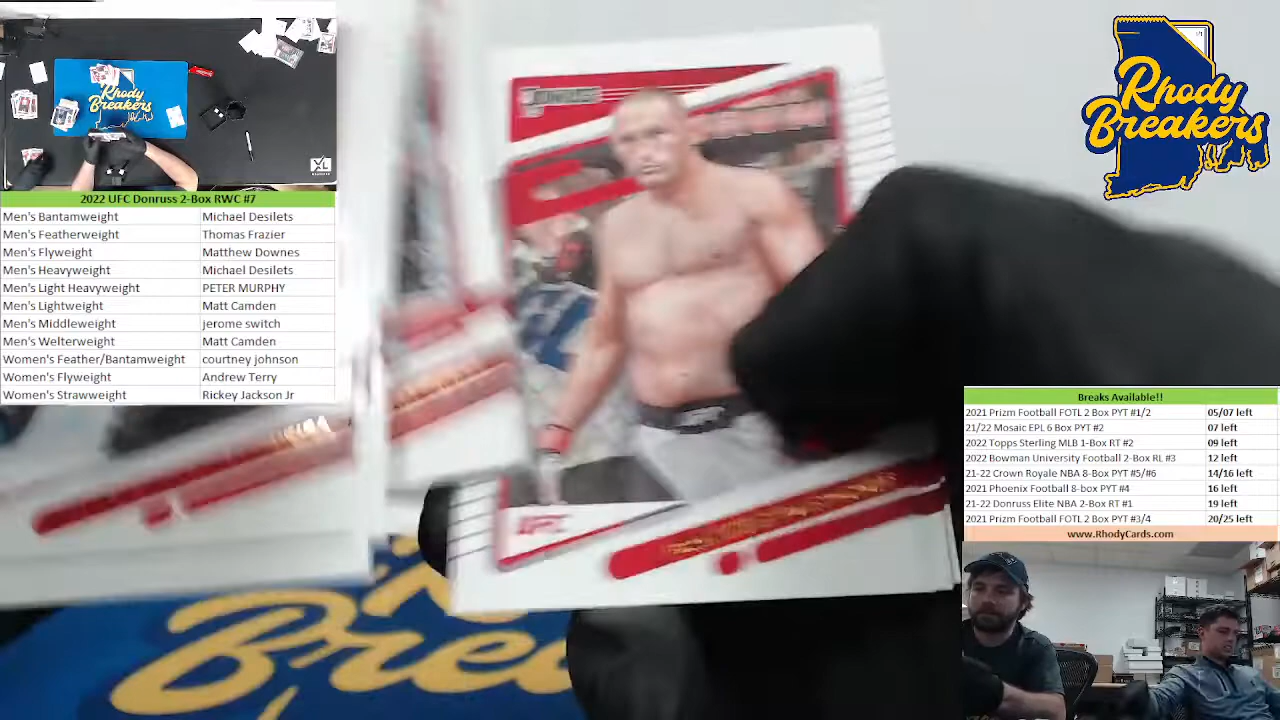 Rhody
Breakers
XL
2022 UFC Donruss 2-Box RWC #7
Men's Bantamweight Michael Desilets
Men's Featherweight Thomas Frazier
Men's Flyweight Matthew Downes
Men's Heavyweight Michael Desilets
Men's Light Heavyweight PETER MURPHY
Men's Lightweight Matt Camden
Men's Middleweight jerome switch
Men's Welterweight Matt Camden
Women's Feather/Bantamweight courtney johnson
Women's Flyweight Andrew Terry
Women's Strawweight Rickey Jackson Jr
DONRUSS
UFC
Rhody
Breakers
Breaks Available!!
2021 Prizm Football FOTL 2 Box PYT #1/2 05/07 left
21/22 Mosaic EPL 6 Box PYT #2 07 left
2022 Topps Sterling MLB 1-Box RT #2 09 left
2022 Bowman University Football 2-Box RL #3 12 left
21-22 Crown Royale NBA 8-Box PYT #5/#6 14/16 left
2021 Phoenix Football 8-box PYT #4 16 left
21-22 Donruss Elite NBA 2-Box RT #1 19 left
2021 Prizm Football FOTL 2 Box PYT #3/4 20/25 left
www.RhodyCards.com